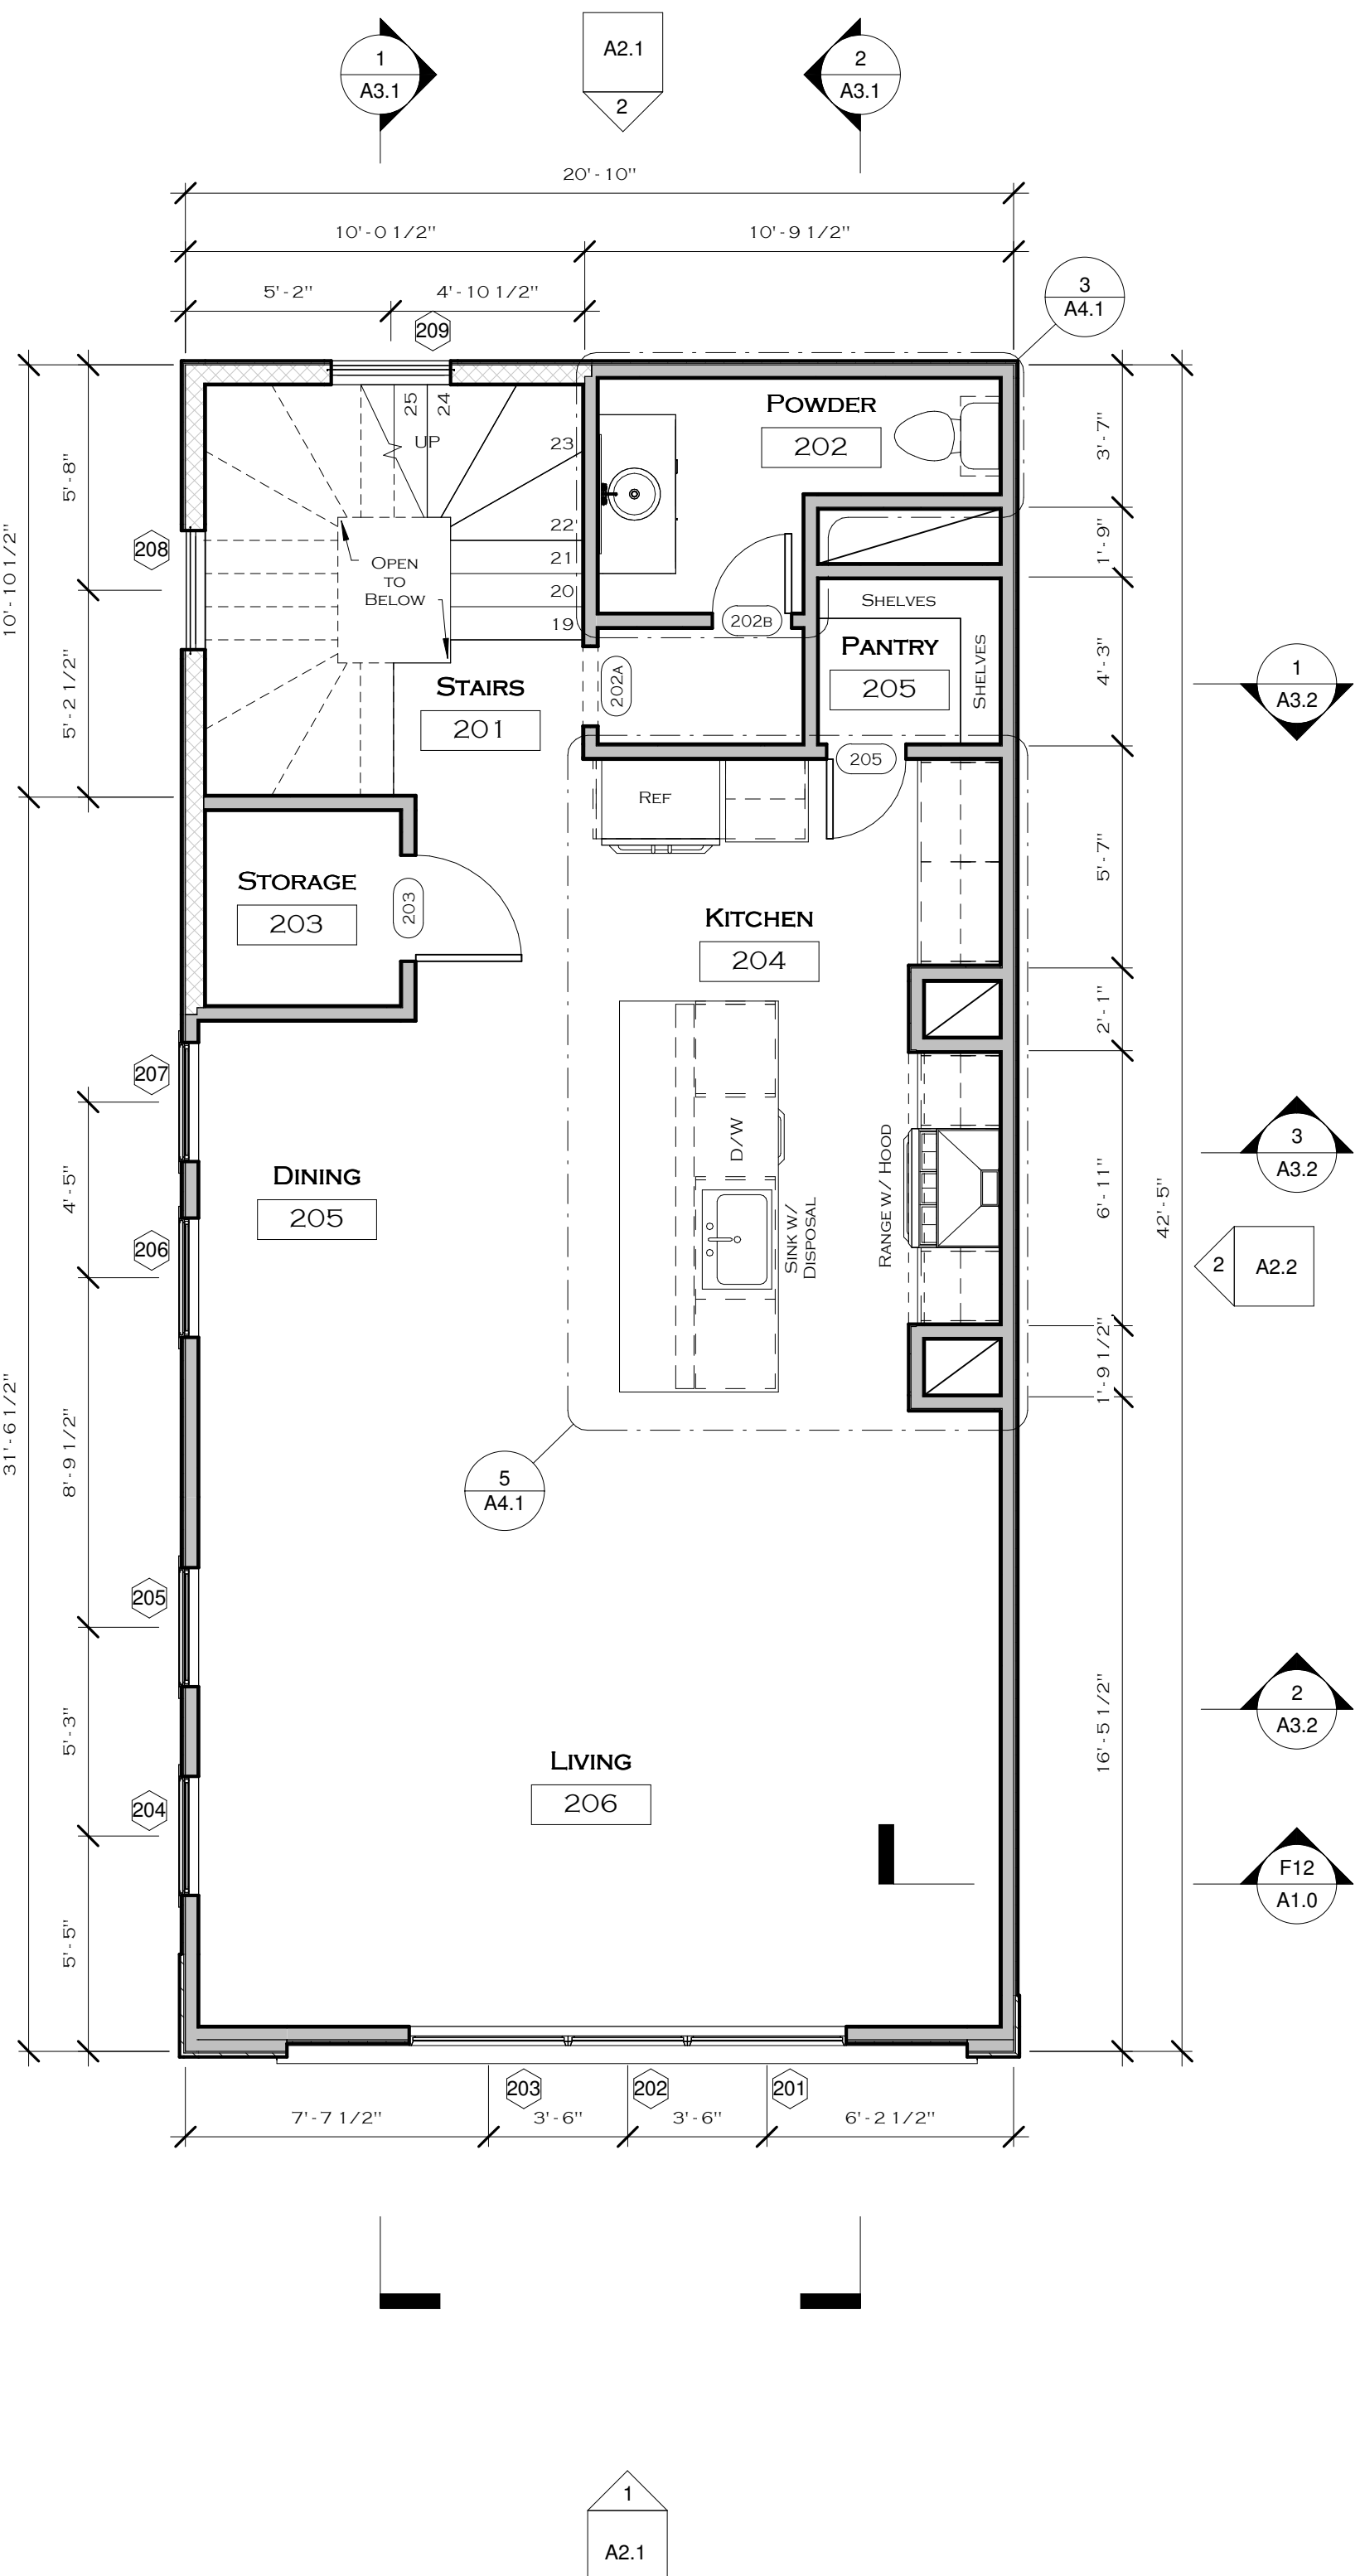 1
A3.1
A2.1
2
2
A3.1
20'-10"
10'-0 1/2"
10'-9 1/2"
5'-2"
4'-10 1/2"
3
A4.1
209
25
24
UP
23
22
21
20
19
OPEN
TO
BELOW
POWDER
202
3'-7"
5'-8"
10'-10 1/2"
208
1'-9"
202B
SHELVES
SHELVES
PANTRY
205
4'-3"
1
A3.2
5'-2 1/2"
STAIRS
201
202A
205
REF
5'-7"
STORAGE
203
203
KITCHEN
204
2'-1"
207
D/W
RANGE W/ HOOD
3
A3.2
DINING
205
4'-5"
206
SINK W/
DISPOSAL
6'-11"
42'-5"
2
A2.2
1'-9 1/2"
31'-6 1/2"
8'-9 1/2"
5
A4.1
205
5'-3"
16'-5 1/2"
2
A3.2
LIVING
206
204
F12
A1.0
5'-5"
203
202
201
7'-7 1/2"
3'-6"
3'-6"
6'-2 1/2"
1
A2.1